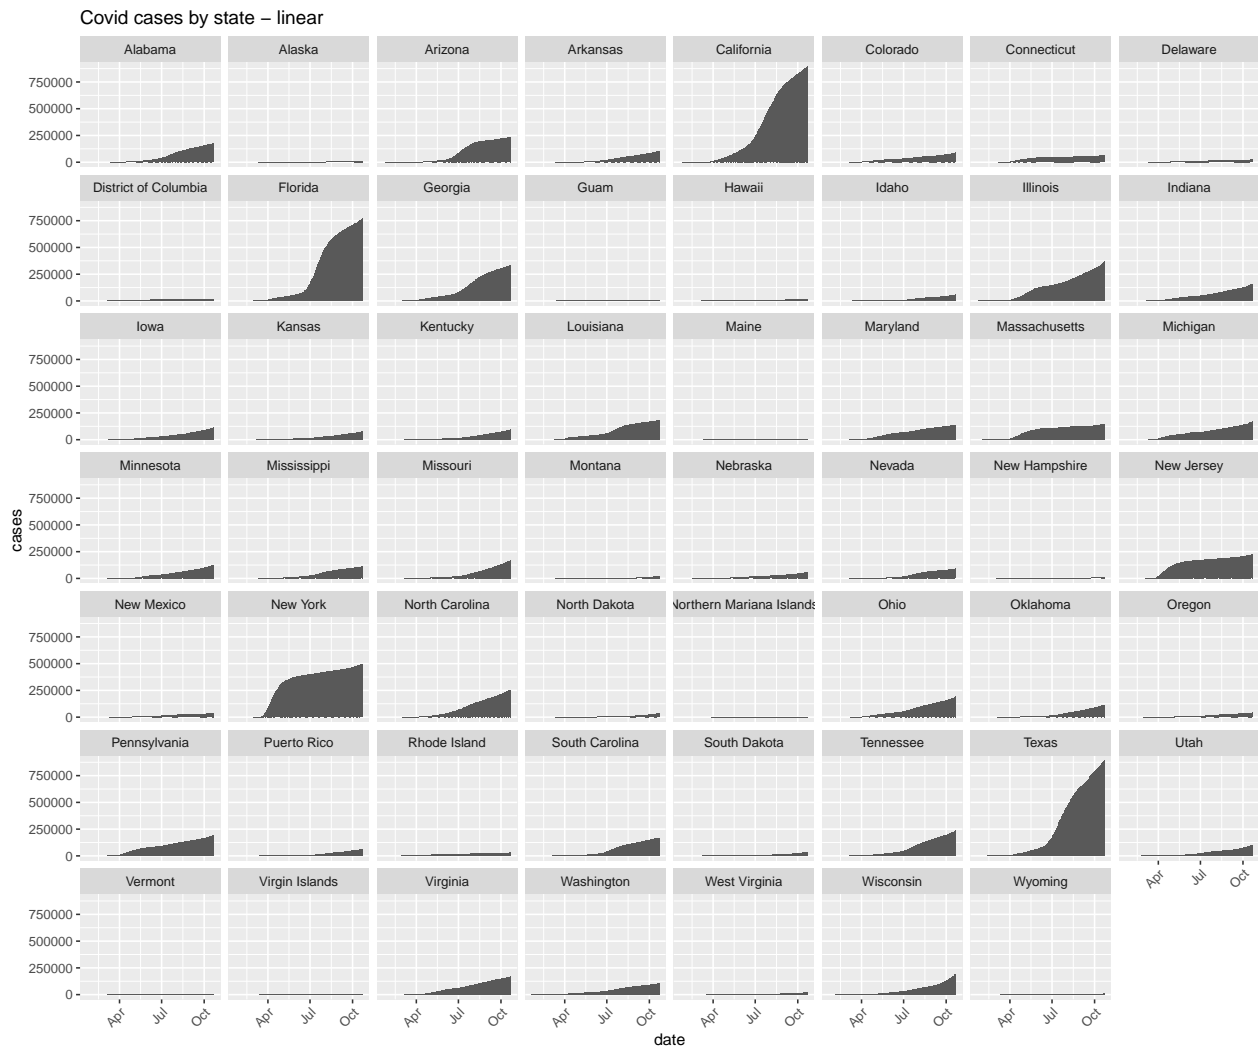 Covid cases by state – linear
Alabama Alaska Arizona Arkansas California Colorado Connecticut Delaware
750000
500000
250000
0
District of Columbia Florida Georgia Guam Hawaii Idaho Illinois Indiana
750000
500000
250000
0
Iowa Kansas Kentucky Louisiana Maine Maryland Massachusetts Michigan
750000
500000
250000
0
Minnesota Mississippi Missouri Montana Nebraska Nevada New Hampshire New Jersey
750000
500000
250000
0
cases
New Mexico New York North Carolina North Dakota Northern Mariana Islands Ohio Oklahoma Oregon
750000
500000
250000
0
Pennsylvania Puerto Rico Rhode Island South Carolina South Dakota Tennessee Texas Utah
750000
500000
250000
0
Apr Jul Oct
Vermont Virgin Islands Virginia Washington West Virginia Wisconsin Wyoming
750000
500000
250000
0
Apr Jul Oct Apr Jul Oct Apr Jul Oct Apr Jul Oct Apr Jul Oct Apr Jul Oct Apr Jul Oct
date